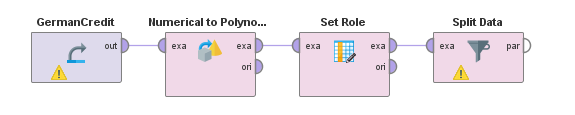 GermanCredit
out
Numerical to Polyno...
exa
exa
ori
Set Role
exa
exa
ori
Split Data
exa
par